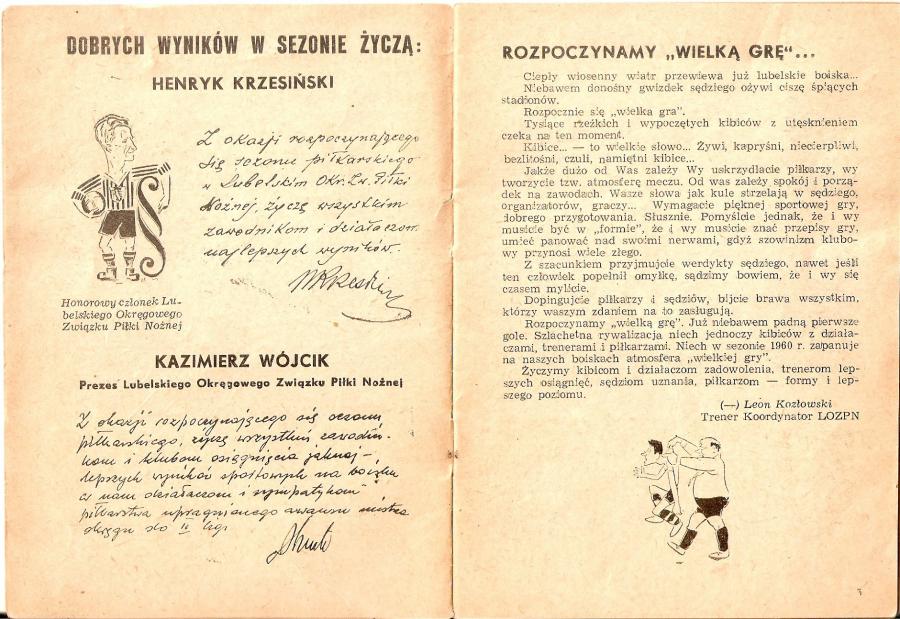 DOBRYCH WYNIKÓW W SEZONIE ŻYCZĄ:
HENRYK KRZESIŃSKI
Z okazji rozpoczynającego
się sezonu piłkarskiego
w Lubelskim Okr. Zw. Piłki
Nożnej, życzę wszystkim
zawodnikom i działaczom
najlepszych wyników.
Honorowy członek Lu-
belskiego Okręgowego
Związku Piłki Nożnej
KAZIMIERZ WÓJCIK
Prezes Lubelskiego Okręgowego Związku Piłki Nożnej
Z okazji rozpoczynającego się sezonu
piłkarskiego, życzę wszystkim zawodni-
kom i klubom osiągnięcia jaknaj-
lepszych wyników sportowych na boisku
a nam działaczom i sympatykom
piłkarstwa upragnionego awansu mistrza
okręgu do II ligi
ROZPOCZYNAMY „WIELKĄ GRĘ"...
Ciepły wiosenny wiatr przewiewa już lubelskie boiska...
Niebawem donośny gwizdek sędziego ożywi ciszę śpiących
stadionów.
Rozpocznie się „wielka gra".
Tysiące rześkich i wypoczętych kibiców z utęsknieniem
czeka na ten moment.
Kibice... — to wielkie słowo... Żywi, kapryśni, niecierpliwi,
bezlitośni, czuli, namiętni kibice...
Jakże dużo od Was zależy Wy uskrzydlacie piłkarzy, wy
tworzycie tzw. atmosferę meczu. Od was zależy spokój i porzą-
dek na zawodach. Wasze słowa jak kule strzelają w sędziego,
organizatorów, graczy... Wymagacie pięknej sportowej gry,
dobrego przygotowania. Słusznie. Pomyślcie jednak, że i wy
musicie być w „formie", że i wy musicie znać przepisy gry,
umieć panować nad swoimi nerwami, gdyż szowinizm klubo-
wy przynosi wiele złego.
Z szacunkiem przyjmujcie werdykty sędziego, nawet jeśli
ten człowiek popełnił omyłkę, sądzimy bowiem, że i wy się
czasem mylicie.
Dopingujcie piłkarzy i sędziów, bijcie brawa wszystkim,
którzy waszym zdaniem na to zasługują.
Rozpoczynamy „wielką grę". Już niebawem padną pierwsze
gole. Szlachetna rywalizacja niech jednoczy kibiców z działa-
czami, trenerami i piłkarzami. Niech w sezonie 1960 r. zapanuje
na naszych boiskach atmosfera „wielkiej gry".
Życzymy kibicom i działaczom zadowolenia, trenerom lep-
szych osiągnięć, sędziom uznania, piłkarzom — formy i lep-
szego poziomu.
(—) Leon Kozłowski
Trener Koordynator LOZPN